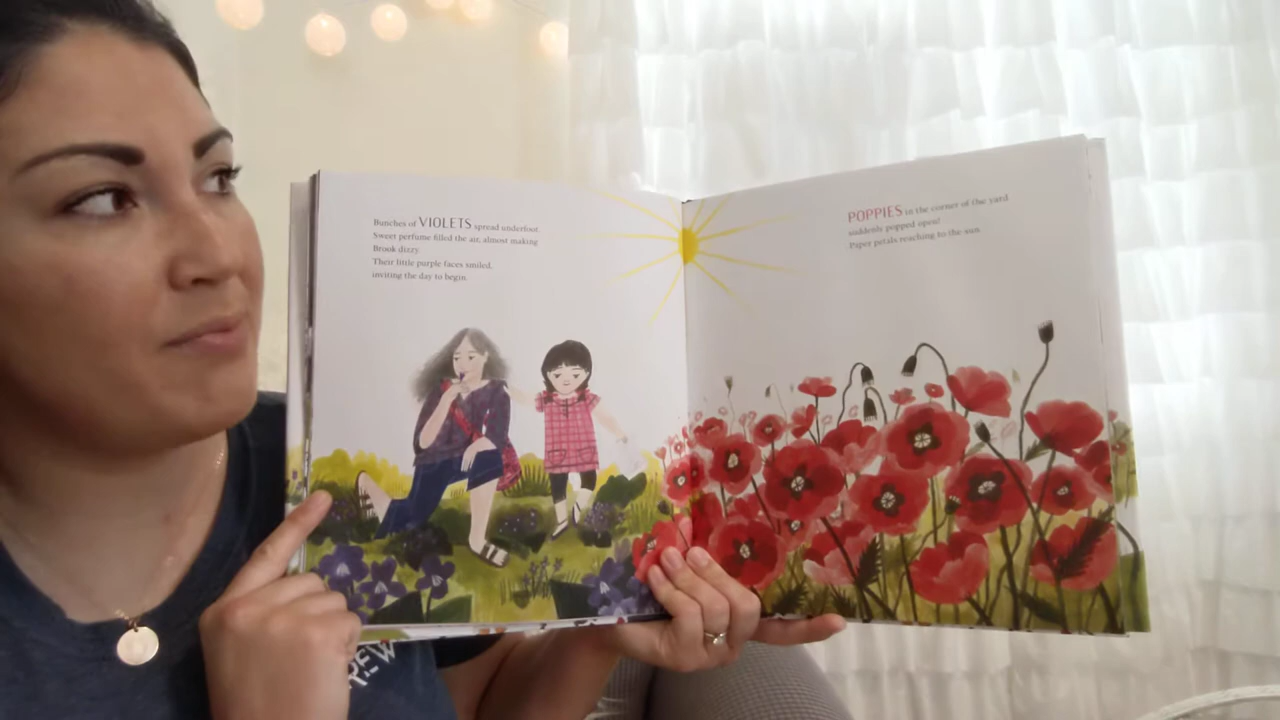 Bunches of VIOLETS spread underfoot.
Sweet perfume filled the air, almost making
Brook dizzy.
Their little purple faces smiled,
inviting the day to begin.
POPPIES in the corner of the yard
suddenly popped open!
Paper petals reaching to the sun.
REW